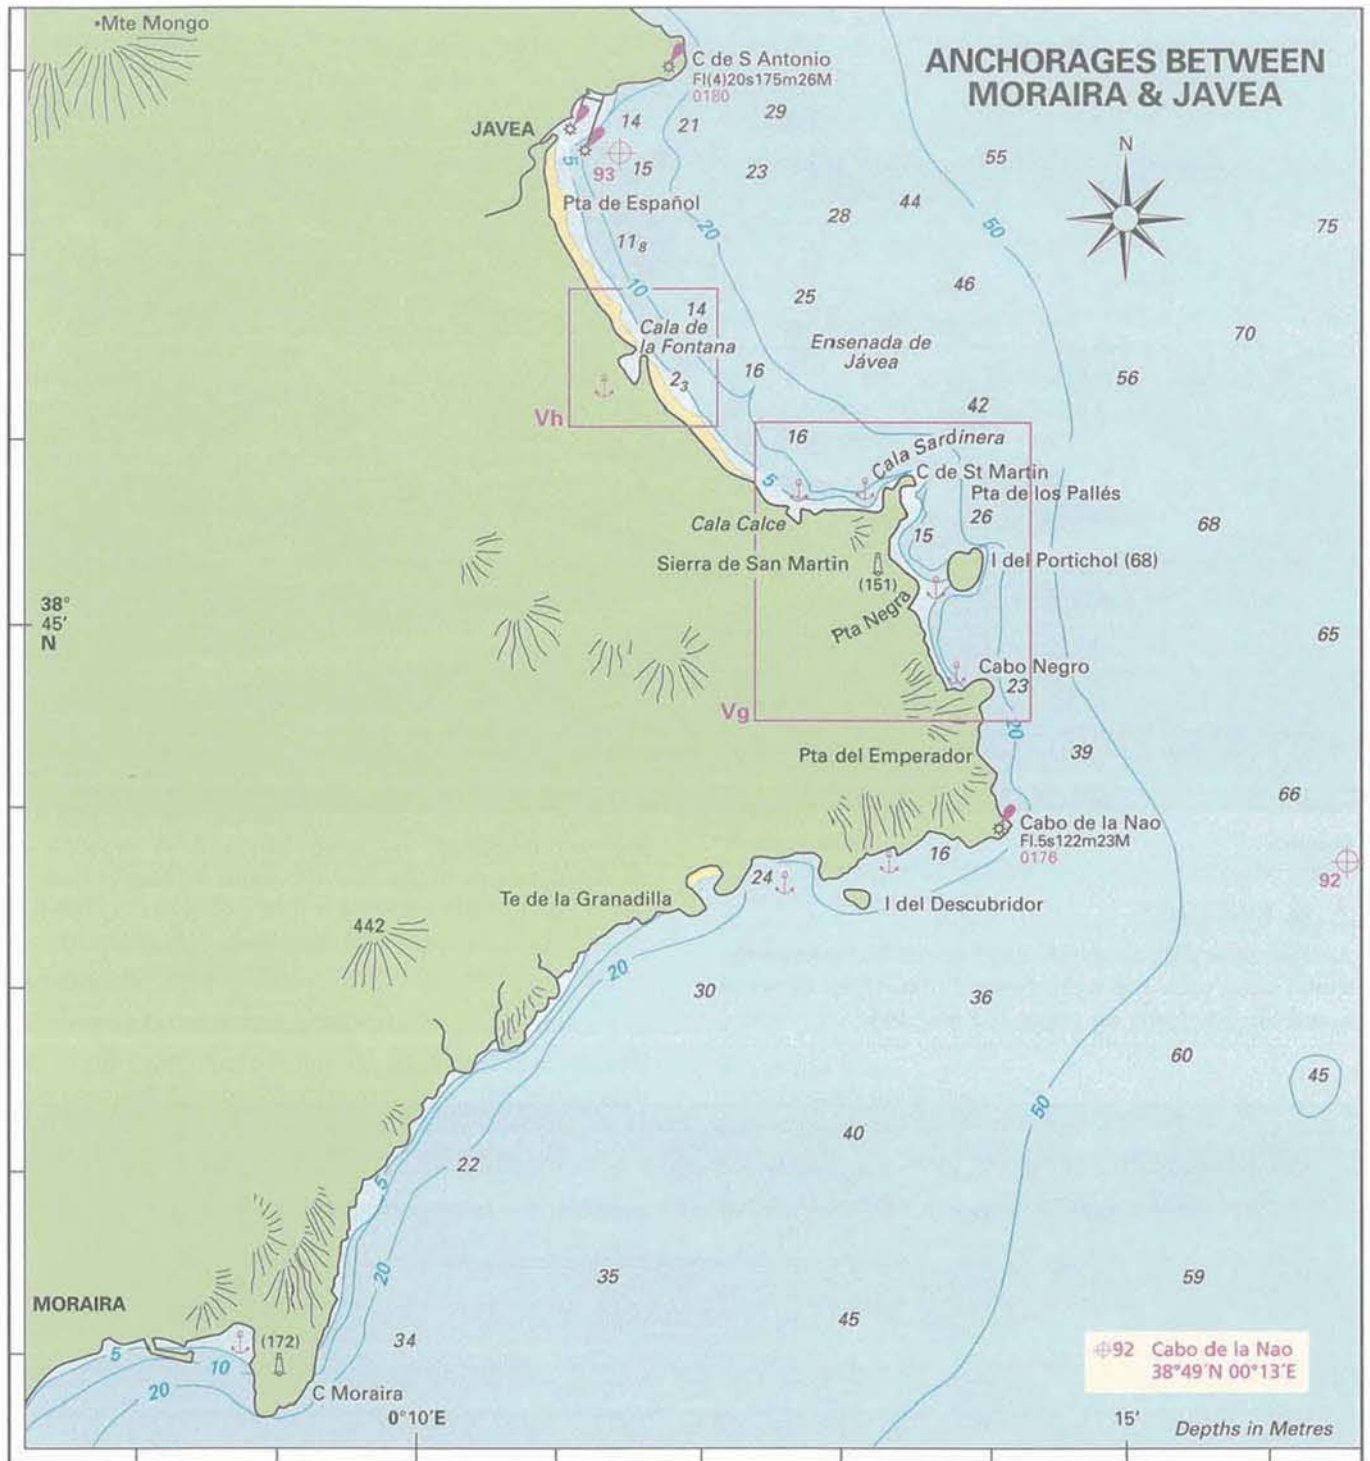 •Mte Mongo
ANCHORAGES BETWEEN
MORAIRA & JAVEA
C de S Antonio
Fl(4)20s175m26M
0180
N
JAVEA
14
21
29
55
5
93
15
23
Pta de Español
44
28
20
50
75
11₈
10
14
25
46
Cala de
la Fontana
Ensenada de
Jávea
70
2₃
16
56
Vh
42
16
Cala Sardinera
C de St Martin
Pta de los Pallés
5
Cala Calce
15
26
68
Sierra de San Martin
(151)
I del Portichol (68)
38°
45'
N
Pta Negra
65
Cabo Negro
23
Vg
20
Pta del Emperador
39
66
Cabo de la Nao
Fl.5s122m23M
0176
16
92
24
Te de la Granadilla
I del Descubridor
442
20
30
36
60
45
50
40
22
5
20
35
59
MORAIRA
45
(172)
34
5
10
20
C Moraira
92 Cabo de la Nao
38°49'N 00°13'E
0°10'E
15'
Depths in Metres